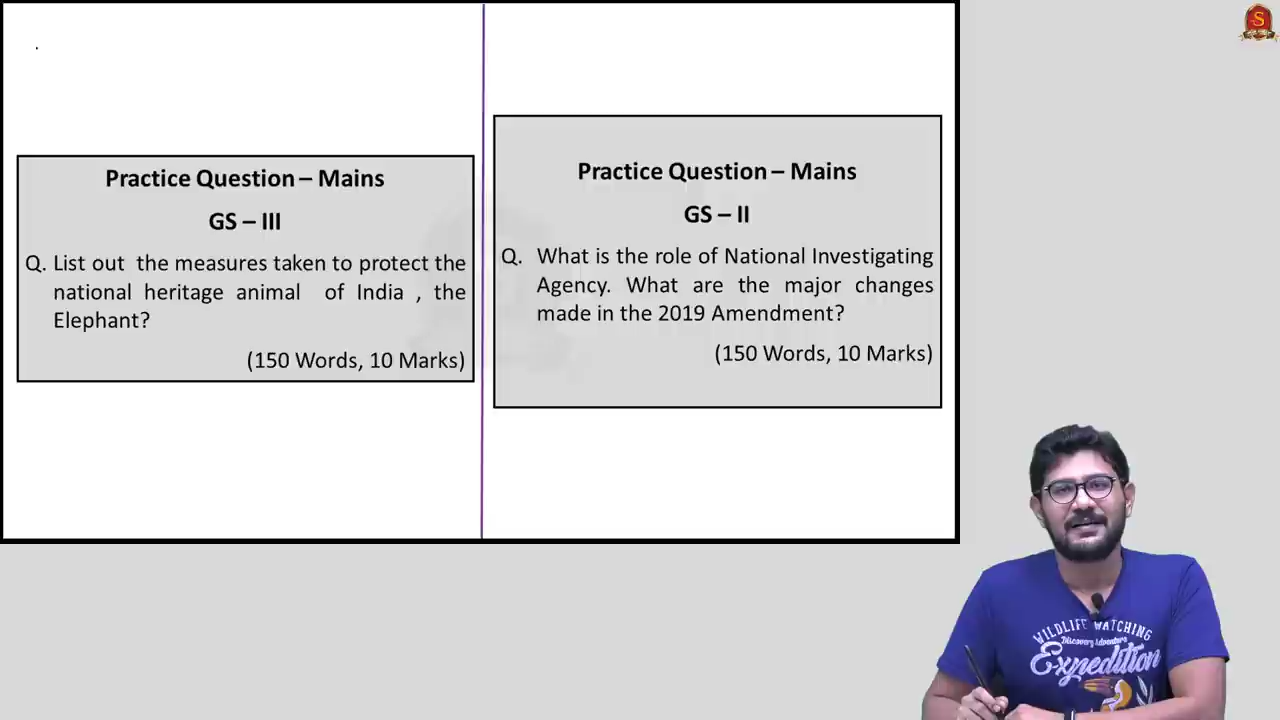 Practice Question – Mains
GS – III
Q. List out the measures taken to protect the
national heritage animal of India , the
Elephant?
(150 Words, 10 Marks)
Practice Question – Mains
GS – II
Q. What is the role of National Investigating
Agency. What are the major changes
made in the 2019 Amendment?
(150 Words, 10 Marks)
S
WILDLIFE WATCHING
Discovery Adventure
Expedition